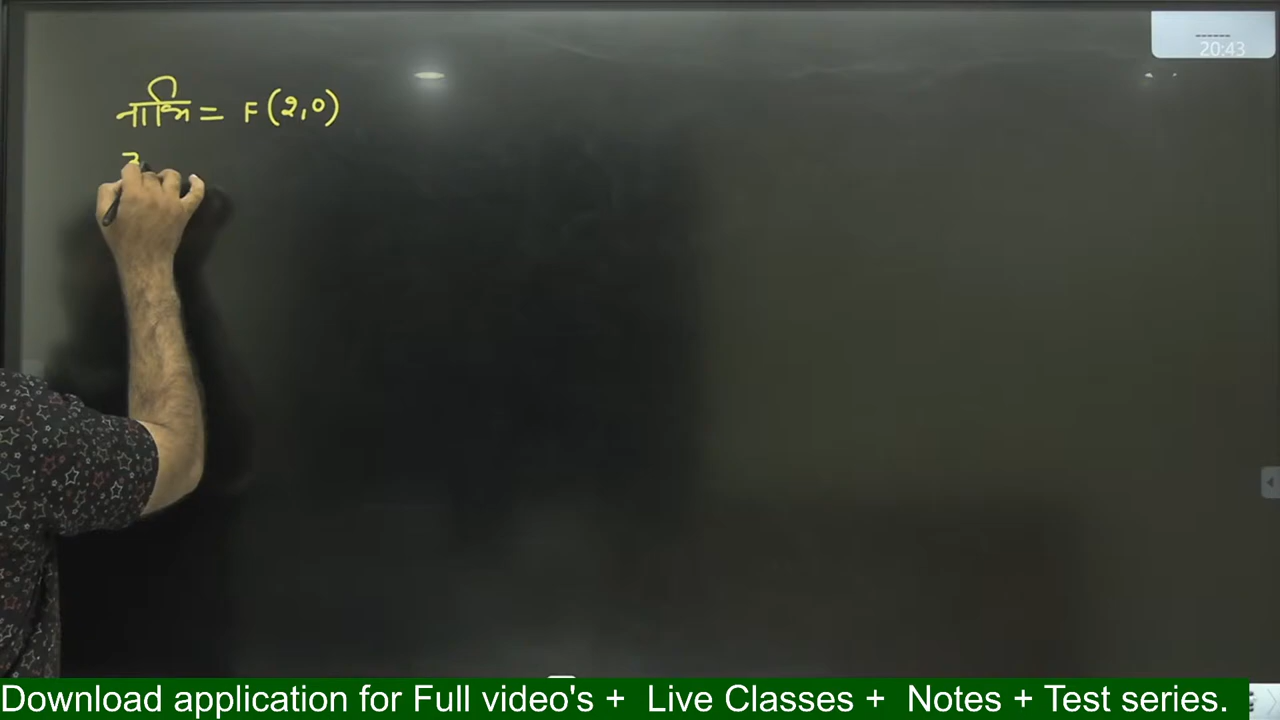 20:43
नाभि = F(2,0)
Download application for Full video's + Live Classes + Notes + Test series.